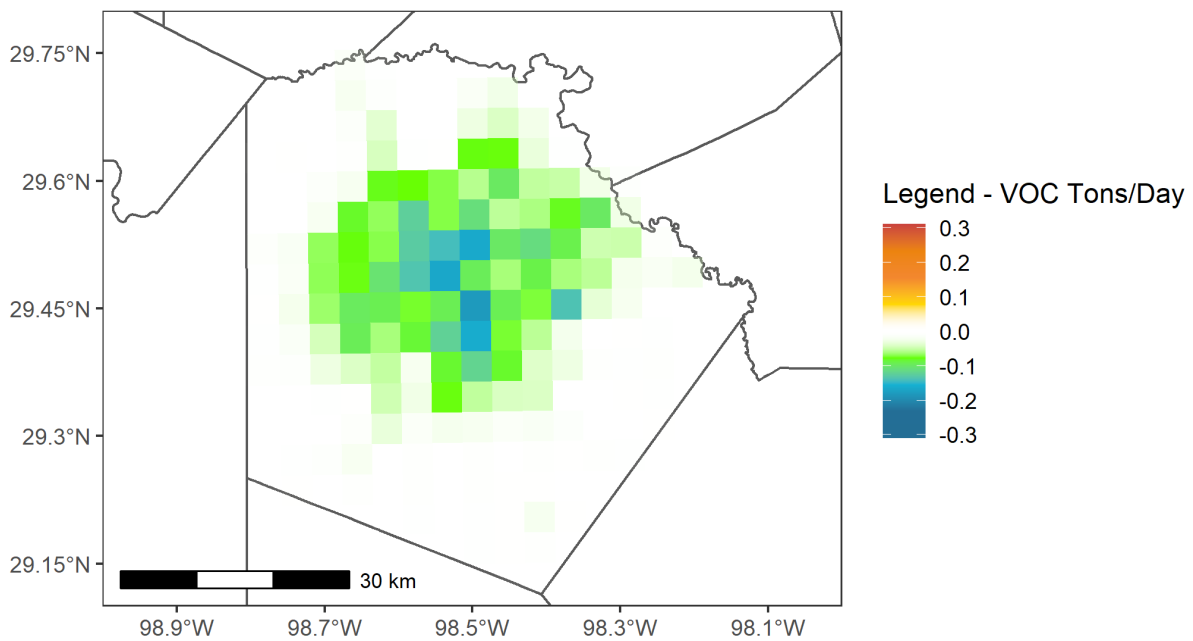 29.75°N
29.6°N
29.45°N
29.3°N
29.15°N
30 km
98.9°W 98.7°W 98.5°W 98.3°W 98.1°W
Legend - VOC Tons/Day
0.3
0.2
0.1
0.0
-0.1
-0.2
-0.3